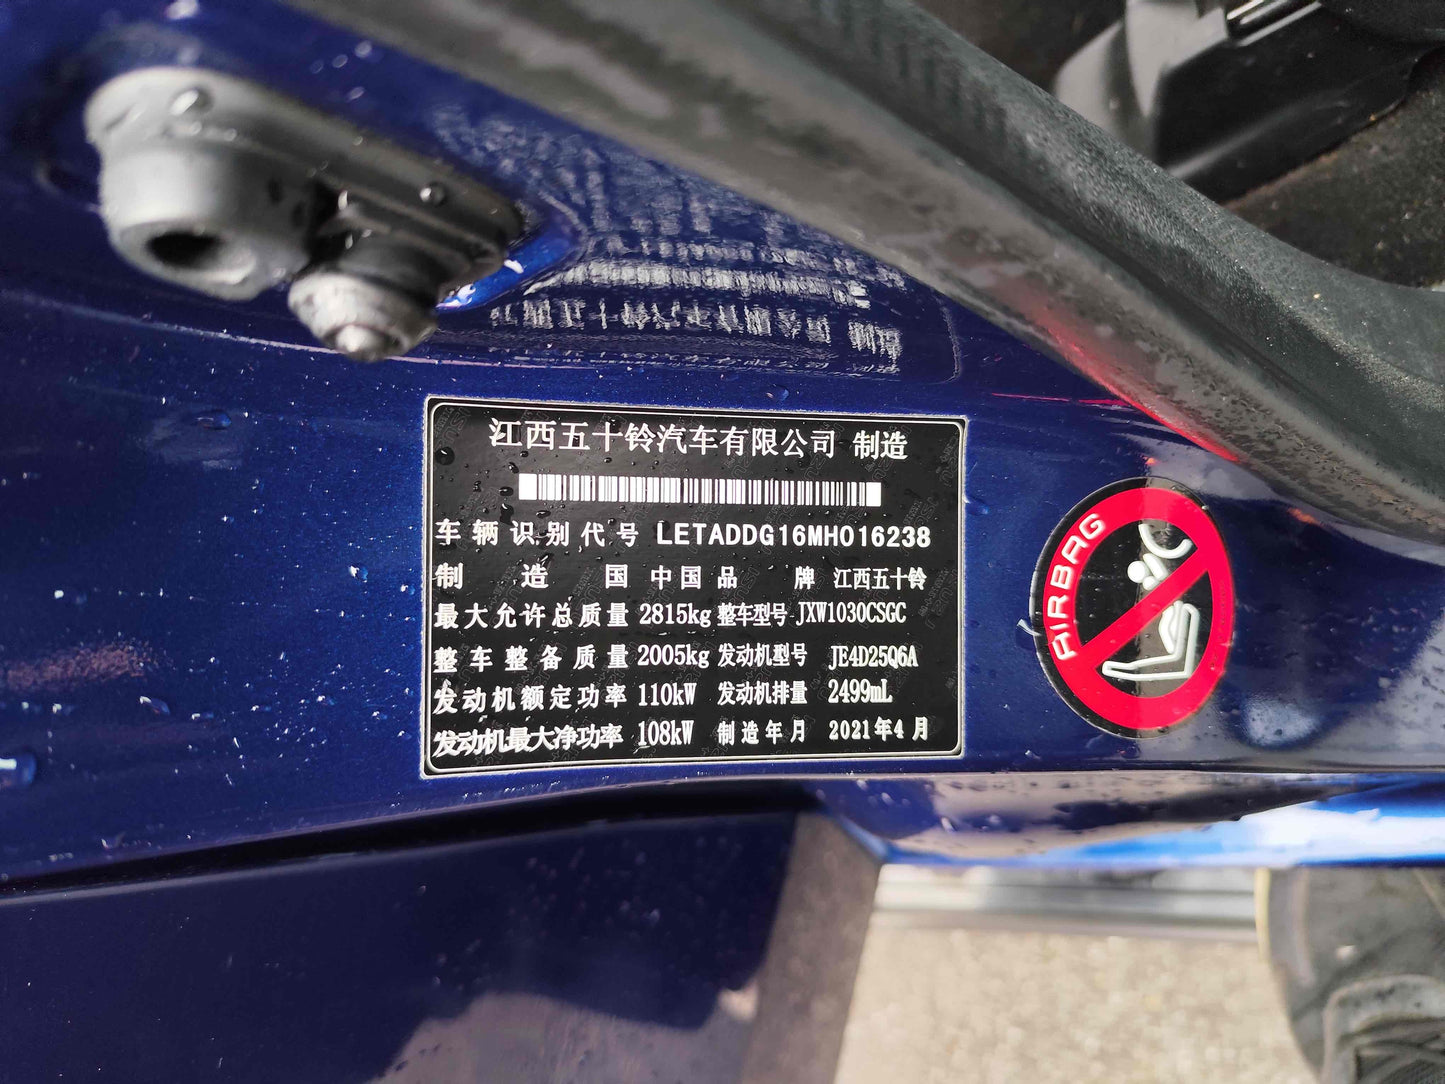 江西五十铃汽车有限公司 制造
车辆识别代号 LETADDG16MH016238
制造国 中国 品牌 江西五十铃
最大允许总质量 2815kg 整车型号 JXW1030CSGC
整车整备质量 2005kg 发动机型号 JE4D25Q6A
发动机额定功率 110kW 发动机排量 2499mL
发动机最大净功率 108kW 制造年月 2021年4月
AIRBAG